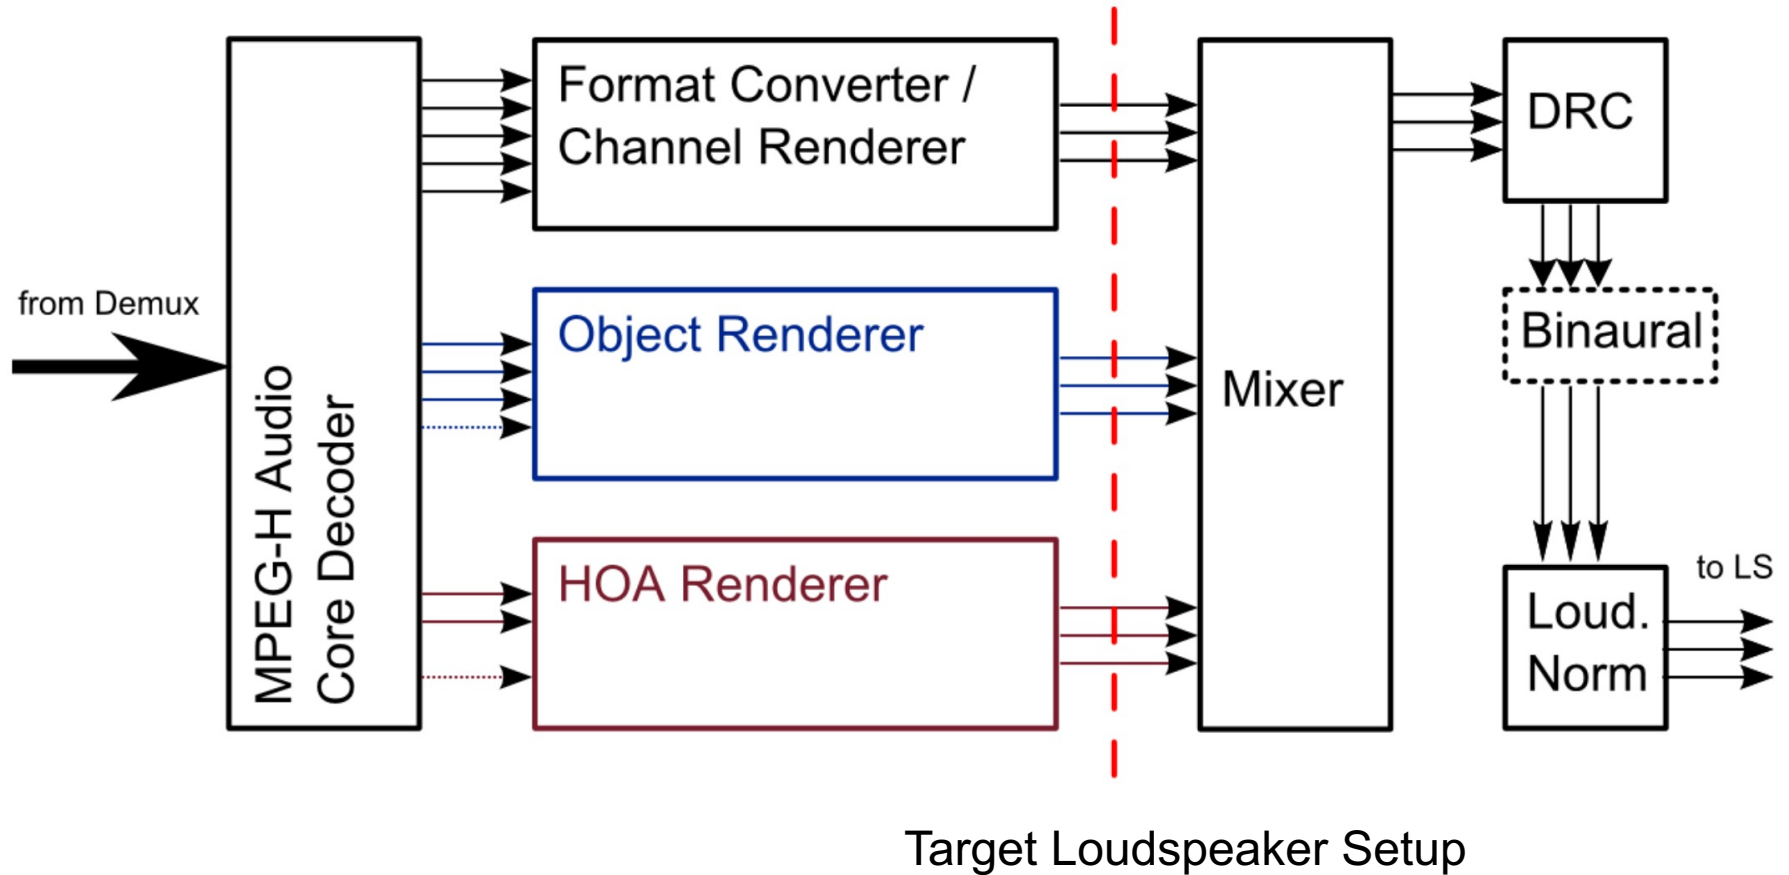 from Demux
MPEG-H Audio
Core Decoder
Format Converter /
Channel Renderer
Object Renderer
HOA Renderer
Mixer
DRC
Binaural
Loud.
Norm
to LS
Target Loudspeaker Setup